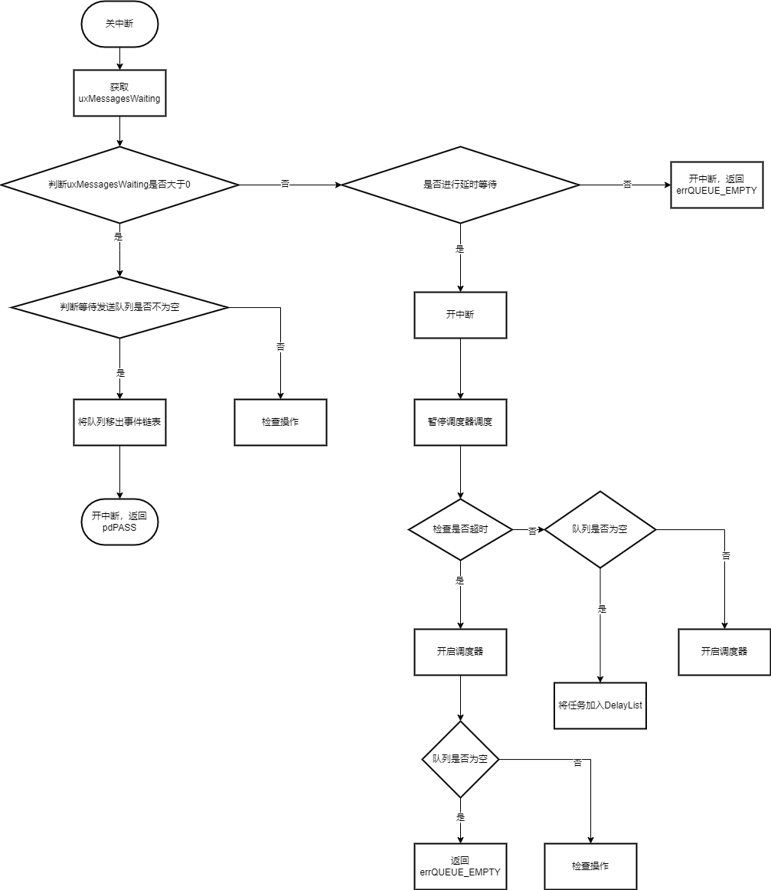 关中断
获取
uxMessagesWaiting
判断uxMessagesWaiting是否大于0
否
是否进行延时等待
否
开中断，返回
errQUEUE_EMPTY
是
是
判断等待发送队列是否不为空
开中断
否
是
将队列移出事件链表
检查操作
暂停调度器调度
开中断，返回
pdPASS
检查是否超时
否
队列是否为空
否
是
是
开启调度器
开启调度器
将任务加入DelayList
队列是否为空
否
是
返回
errQUEUE_EMPTY
检查操作